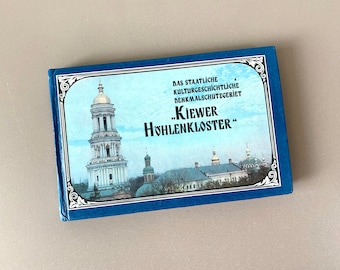 DAS STAATLICHE
KULTURGESCHICHTLICHE
DENKMALSCHUTZGEBIET
„KIEWER
HÖHLENKLOSTER“